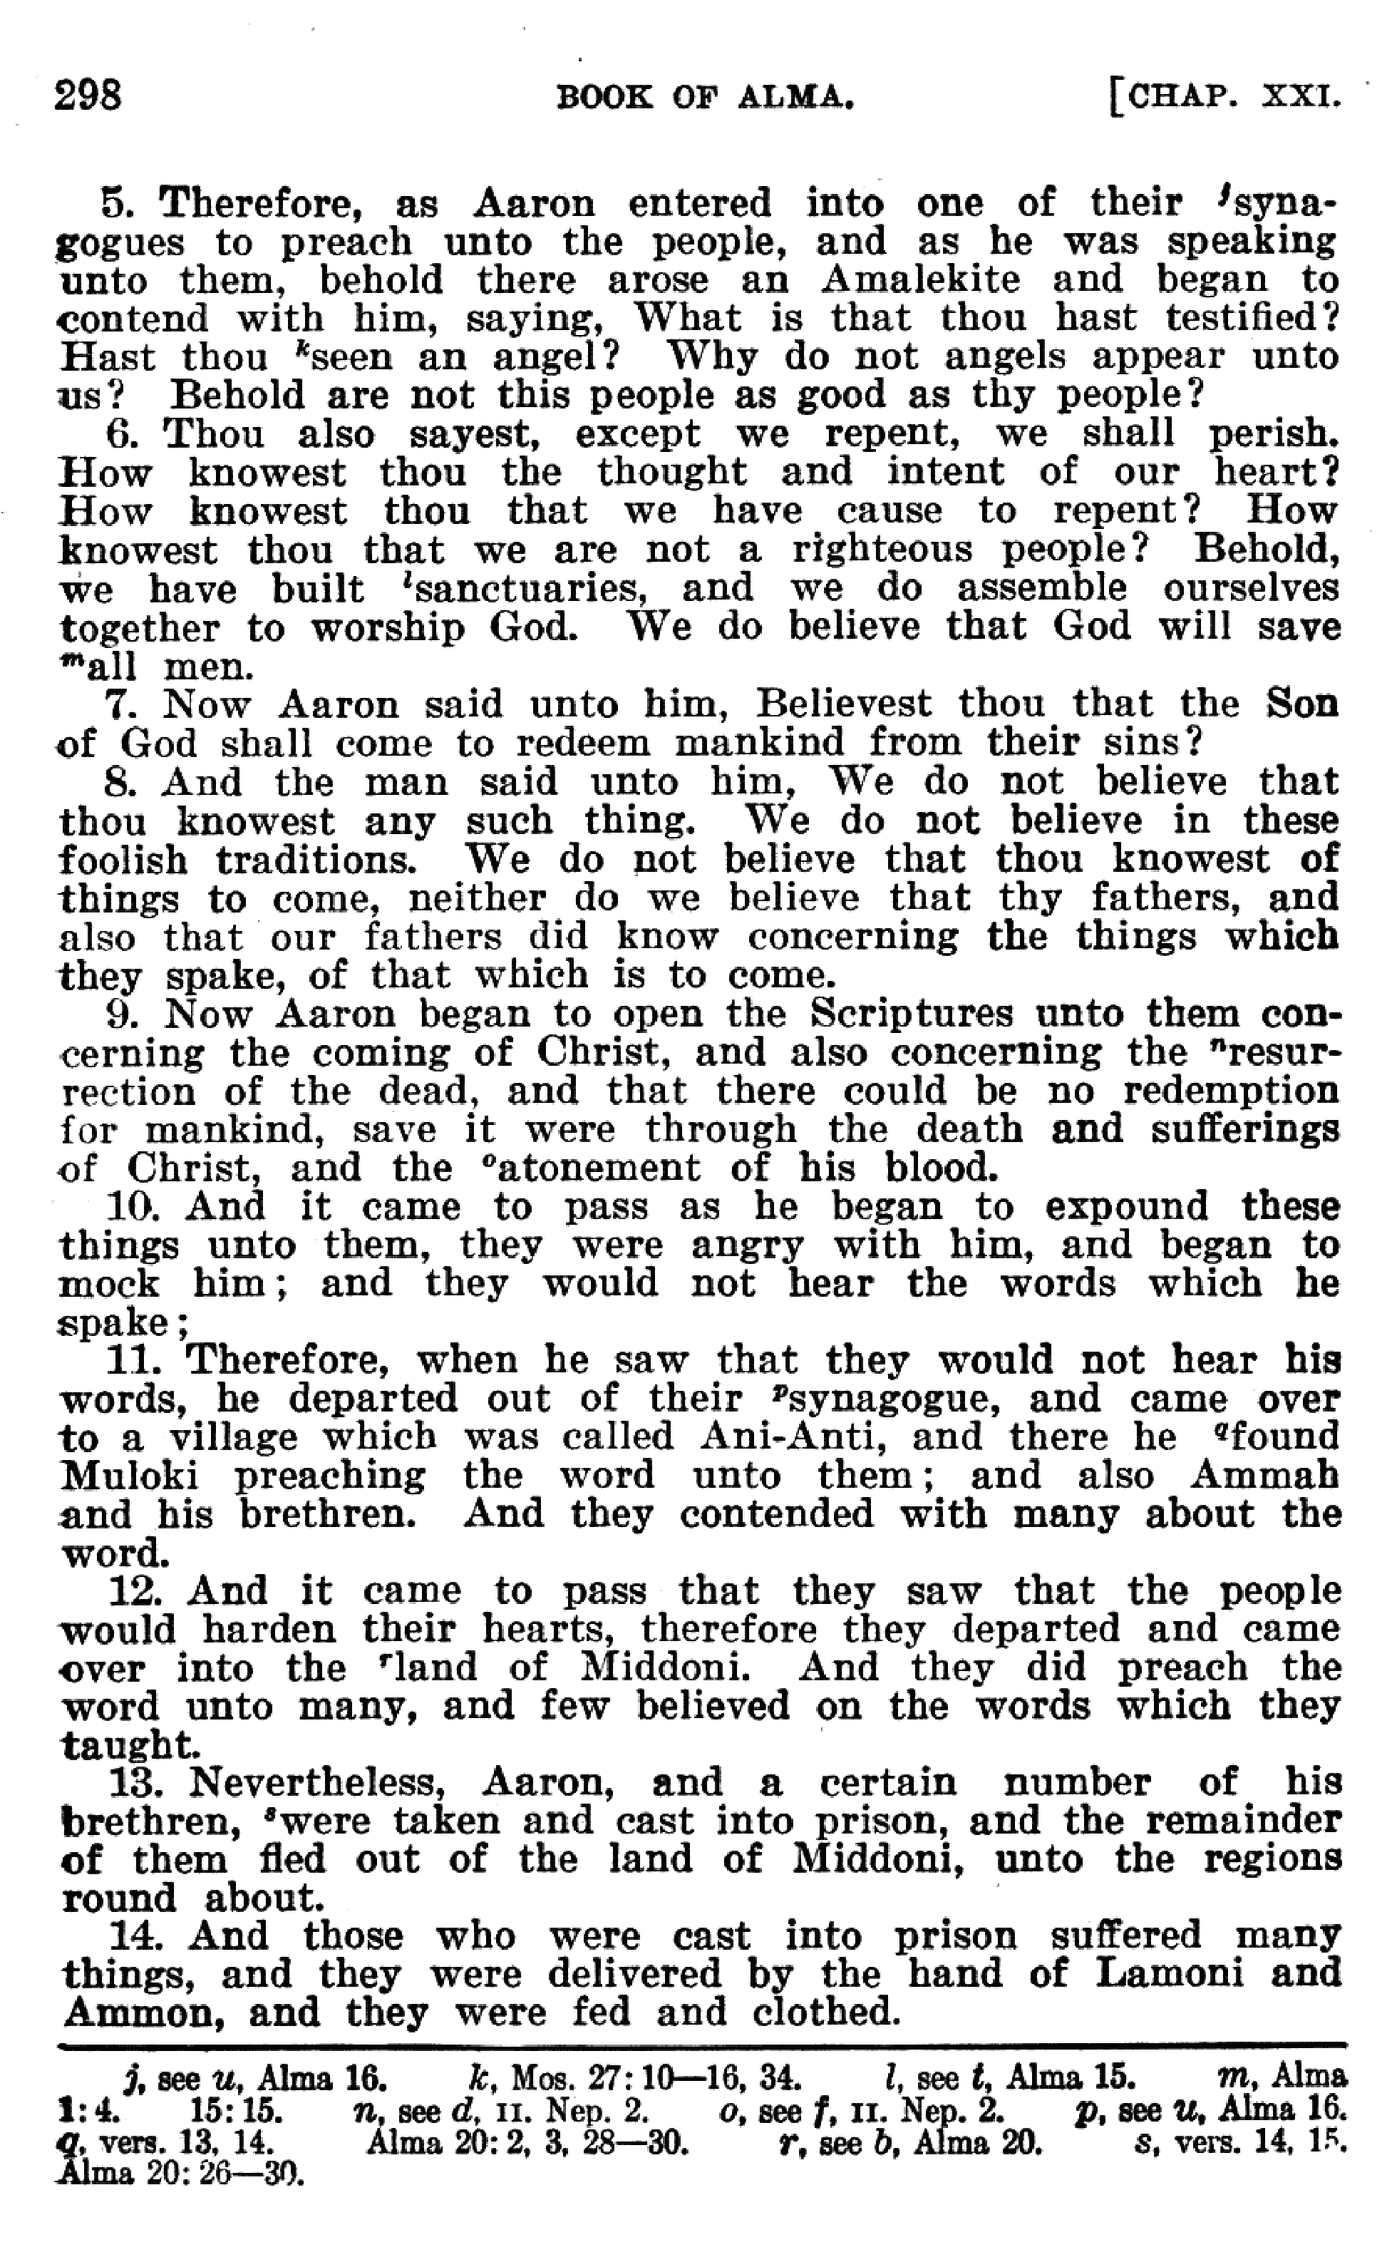 298 BOOK OF ALMA. [CHAP. XXI.
5. Therefore, as Aaron entered into one of their jsyna-
gogues to preach unto the people, and as he was speaking
unto them, behold there arose an Amalekite and began to
contend with him, saying, What is that thou hast testified?
Hast thou kseen an angel? Why do not angels appear unto
us? Behold are not this people as good as thy people?
6. Thou also sayest, except we repent, we shall perish.
How knowest thou the thought and intent of our heart?
How knowest thou that we have cause to repent? How
knowest thou that we are not a righteous people? Behold,
we have built lsanctuaries, and we do assemble ourselves
together to worship God. We do believe that God will save
mall men.
7. Now Aaron said unto him, Believest thou that the Son
of God shall come to redeem mankind from their sins?
8. And the man said unto him, We do not believe that
thou knowest any such thing. We do not believe in these
foolish traditions. We do not believe that thou knowest of
things to come, neither do we believe that thy fathers, and
also that our fathers did know concerning the things which
they spake, of that which is to come.
9. Now Aaron began to open the Scriptures unto them con-
cerning the coming of Christ, and also concerning the nresur-
rection of the dead, and that there could be no redemption
for mankind, save it were through the death and sufferings
of Christ, and the oatonement of his blood.
10. And it came to pass as he began to expound these
things unto them, they were angry with him, and began to
mock him; and they would not hear the words which he
spake;
11. Therefore, when he saw that they would not hear his
words, he departed out of their psynagogue, and came over
to a village which was called Ani-Anti, and there he qfound
Muloki preaching the word unto them; and also Ammah
and his brethren. And they contended with many about the
word.
12. And it came to pass that they saw that the people
would harden their hearts, therefore they departed and came
over into the rland of Middoni. And they did preach the
word unto many, and few believed on the words which they
taught.
13. Nevertheless, Aaron, and a certain number of his
brethren, swere taken and cast into prison, and the remainder
of them fled out of the land of Middoni, unto the regions
round about.
14. And those who were cast into prison suffered many
things, and they were delivered by the hand of Lamoni and
Ammon, and they were fed and clothed.
j, see u, Alma 16. k, Mos. 27: 10—16, 34. l, see t, Alma 15. m, Alma
1: 4. 15: 15. n, see d, II. Nep. 2. o, see f, II. Nep. 2. p, see u, Alma 16.
q, vers. 13, 14. Alma 20: 2, 3, 28—30. r, see b, Alma 20. s, vers. 14, 15.
Alma 20: 26—30.